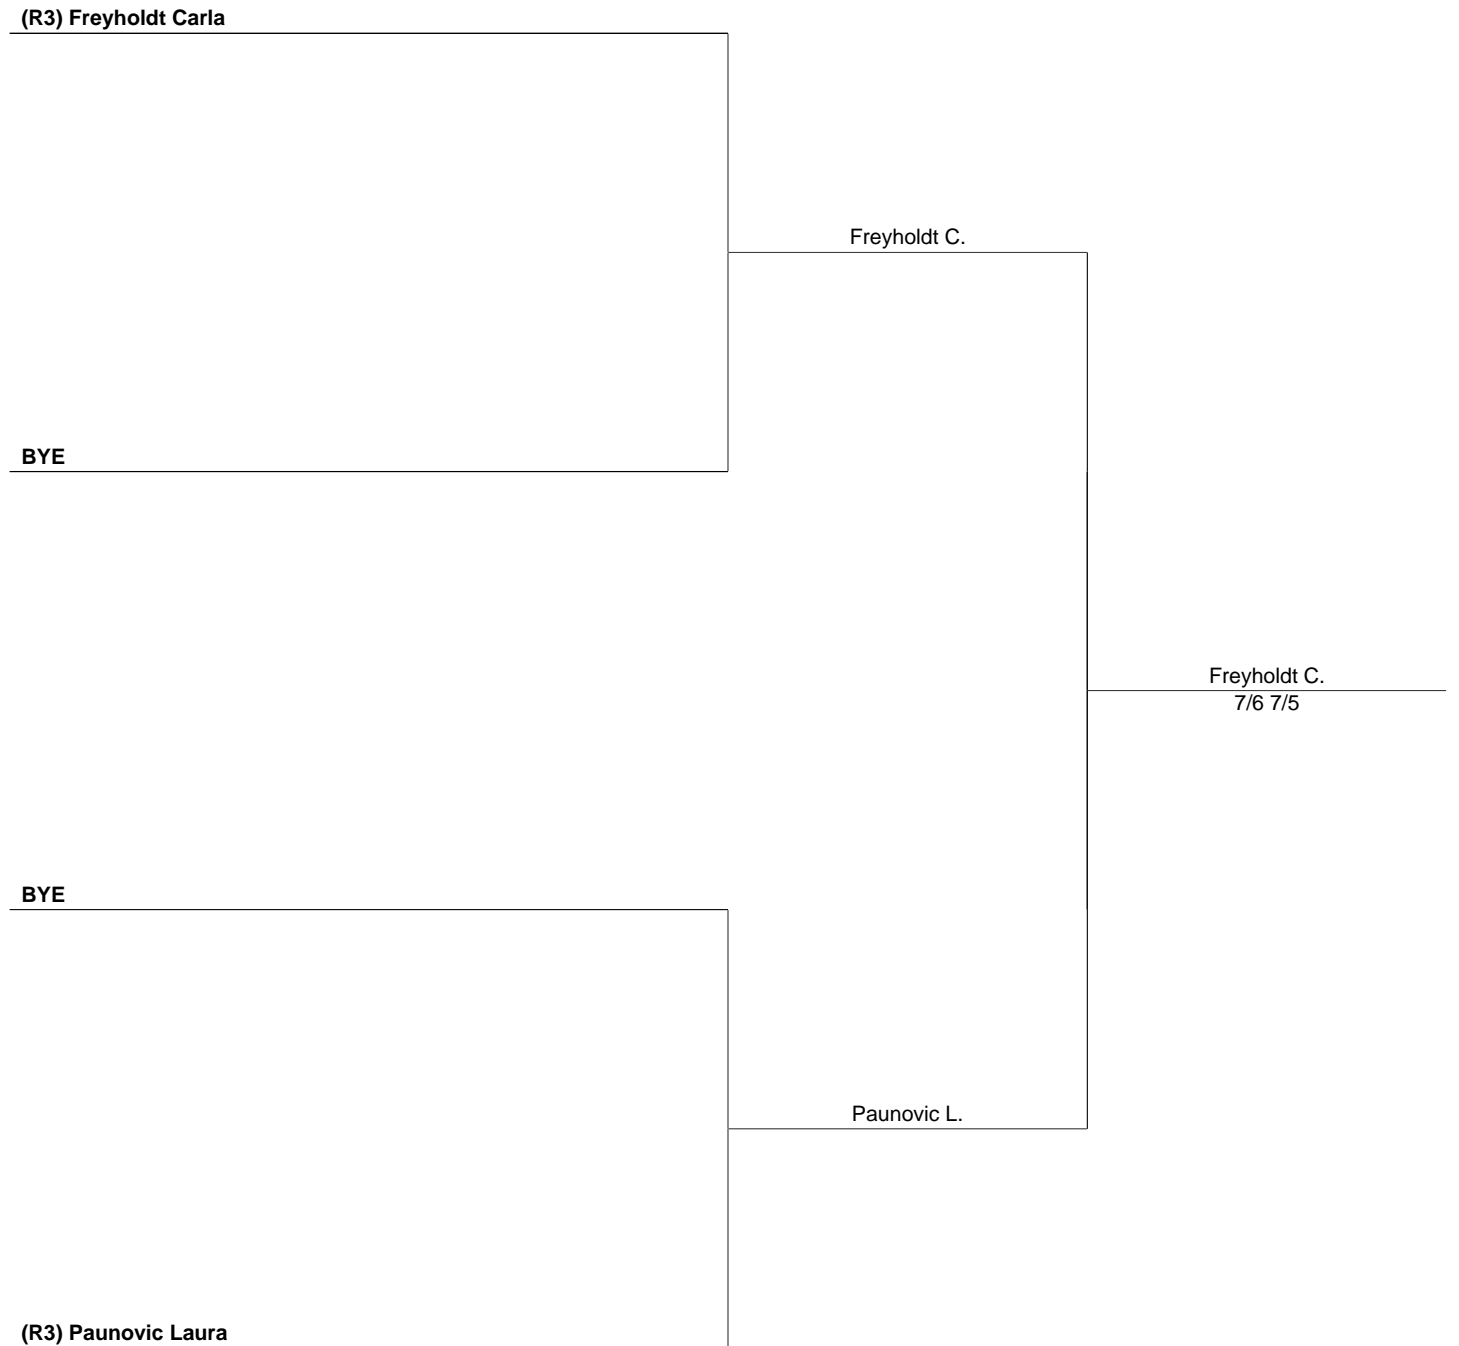 (R3) Freyholdt Carla
Freyholdt C.
BYE
Freyholdt C.
7/6 7/5
BYE
Paunovic L.
(R3) Paunovic Laura